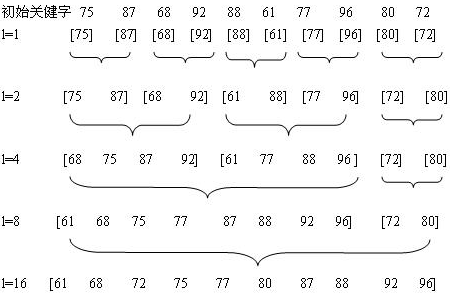 初始关健字 75 87 68 92 88 61 77 96 80 72
l=1 [75] [87] [68] [92] [88] [61] [77] [96] [80] [72]
l=2 [75 87] [68 92] [61 88] [77 96] [72] [80]
l=4 [68 75 87 92] [61 77 88 96] [72] [80]
l=8 [61 68 75 77 87 88 92 96] [72 80]
l=16 [61 68 72 75 77 80 87 88 92 96]